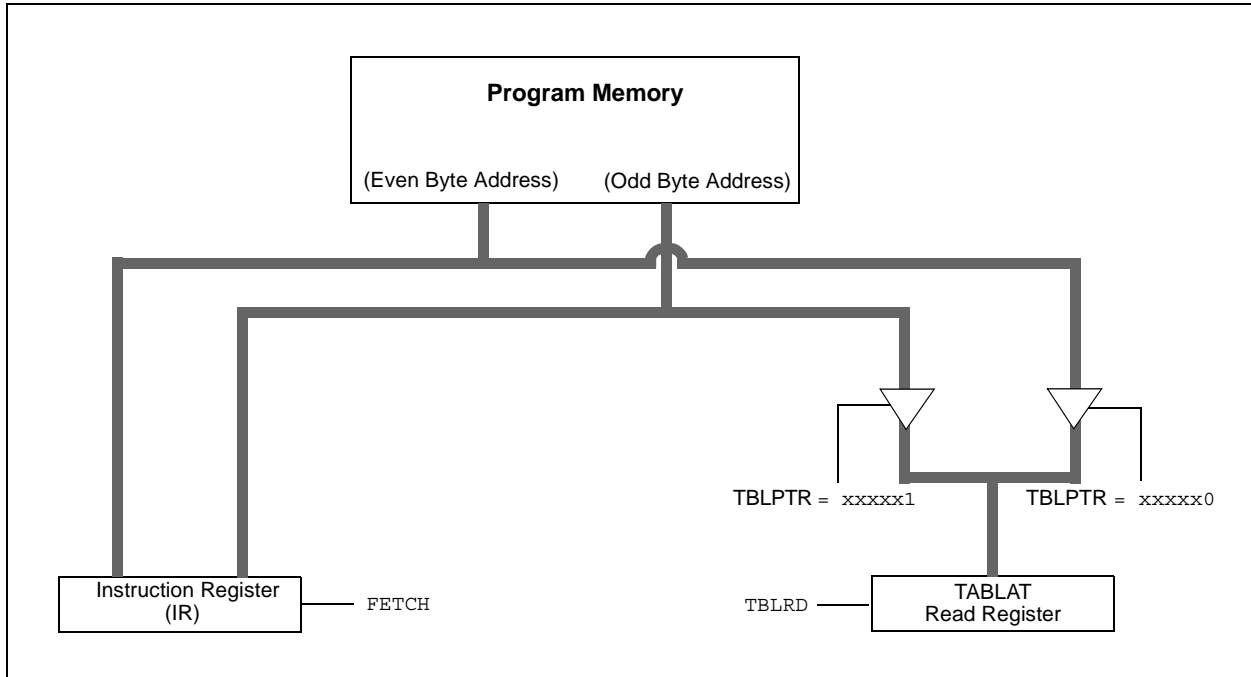 Program Memory
(Even Byte Address) (Odd Byte Address)
TBLPTR = xxxxx1 TBLPTR = xxxxx0
Instruction Register
(IR)
FETCH
TBLRD
TABLAT
Read Register